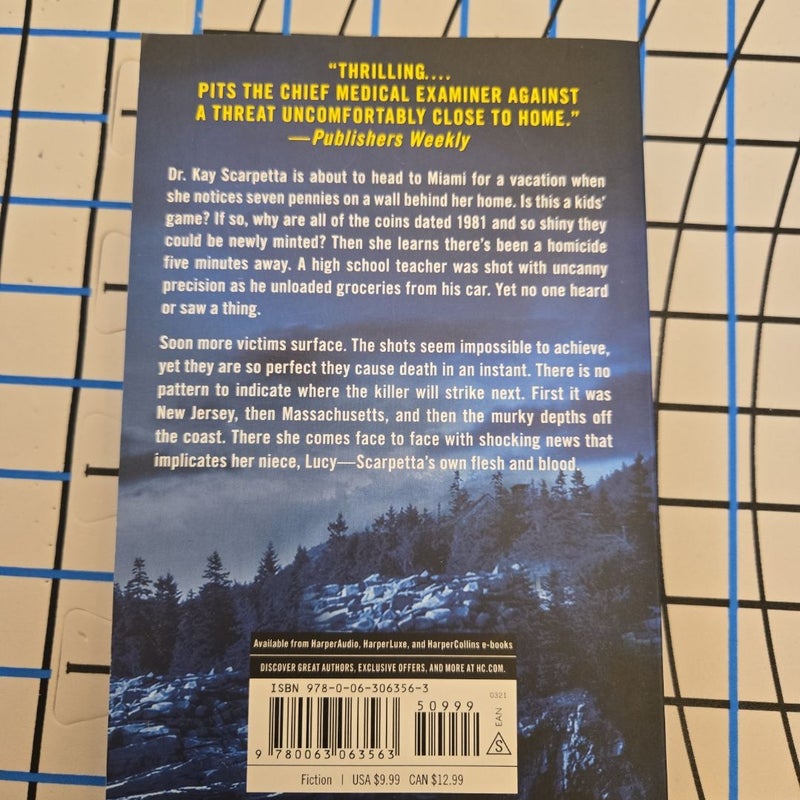 "THRILLING....
PITS THE CHIEF MEDICAL EXAMINER AGAINST
A THREAT UNCOMFORTABLY CLOSE TO HOME."
—Publishers Weekly
Dr. Kay Scarpetta is about to head to Miami for a vacation when
she notices seven pennies on a wall behind her home. Is this a kids'
game? If so, why are all of the coins dated 1981 and so shiny they
could be newly minted? Then she learns there's been a homicide
five minutes away. A high school teacher was shot with uncanny
precision as he unloaded groceries from his car. Yet no one heard
or saw a thing.
Soon more victims surface. The shots seem impossible to achieve,
yet they are so perfect they cause death in an instant. There is no
pattern to indicate where the killer will strike next. First it was
New Jersey, then Massachusetts, and then the murky depths off
the coast. There she comes face to face with shocking news that
implicates her niece, Lucy—Scarpetta's own flesh and blood.
Available from HarperAudio, HarperLuxe, and HarperCollins e-books
DISCOVER GREAT AUTHORS, EXCLUSIVE OFFERS, AND MORE AT HC.COM.
ISBN 978-0-06-306356-3
0321
50999
EAN
S
9 780063 063563
Fiction | USA $9.99 CAN $12.99